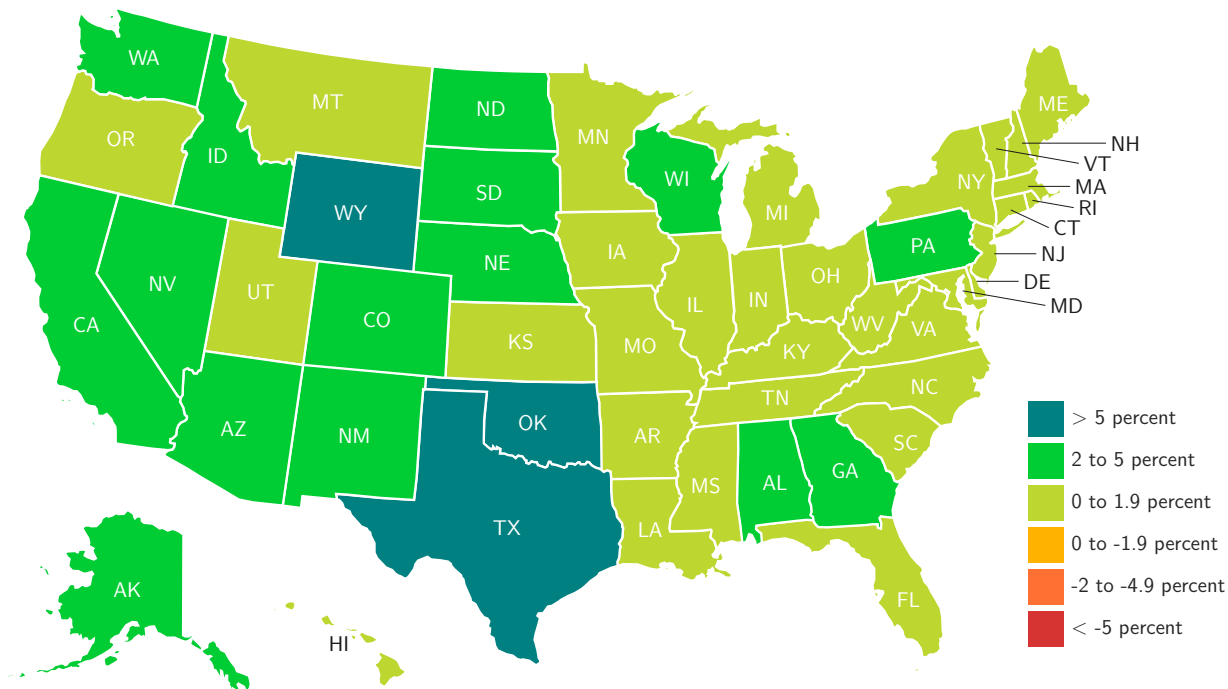 WA
MT
ND
MN
ME
OR
ID
NH
VT
WI
SD
NY
MA
WY
MI
RI
CT
PA
NJ
IA
NE
OH
DE
NV
UT
IN
IL
MD
CA
CO
WV
VA
KS
MO
KY
NC
TN
AZ
NM
OK
AR
SC
GA
MS
AL
TX
LA
AK
FL
HI
> 5 percent
2 to 5 percent
0 to 1.9 percent
0 to -1.9 percent
-2 to -4.9 percent
< -5 percent